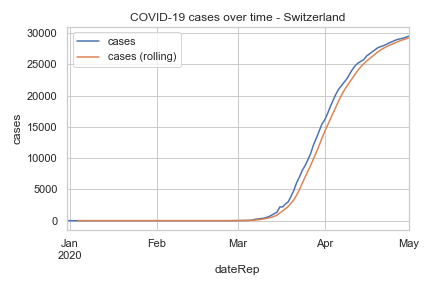 COVID-19 cases over time - Switzerland
30000
25000
20000
15000
10000
5000
0
cases
cases
cases (rolling)
Jan Feb Mar Apr May
2020
dateRep